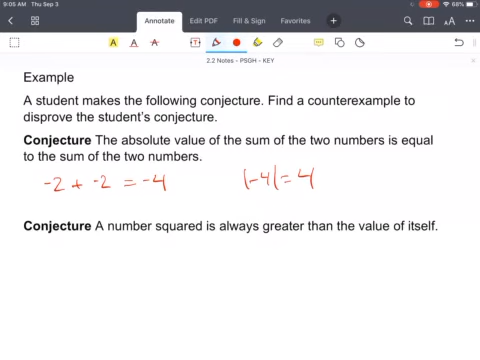 9:05 AM Thu Sep 3
68%
Annotate Edit PDF Fill & Sign Favorites
A A A T AA
2.2 Notes - PSGH - KEY
Example
A student makes the following conjecture. Find a counterexample to
disprove the student's conjecture.
Conjecture The absolute value of the sum of the two numbers is equal
to the sum of the two numbers.
-2 + -2 = -4 |-4| = 4
Conjecture A number squared is always greater than the value of itself.